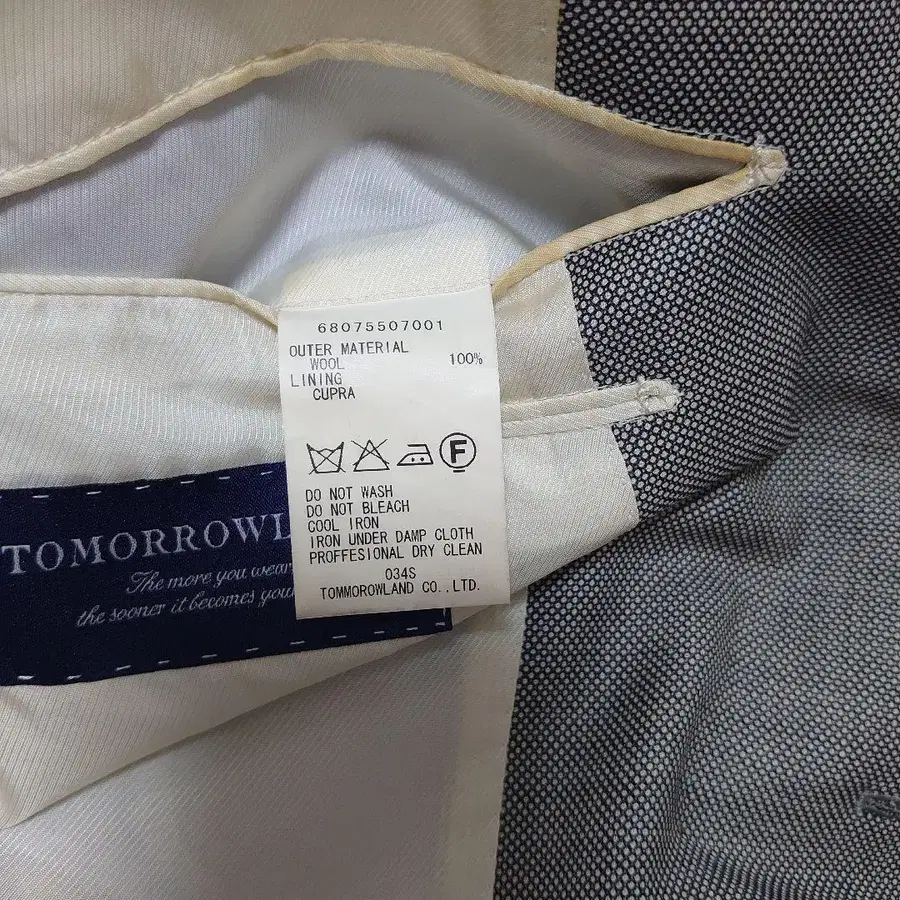 68075507001
OUTER MATERIAL
WOOL 100%
LINING
CUPRA
F
DO NOT WASH
DO NOT BLEACH
COOL IRON
IRON UNDER DAMP CLOTH
PROFFESIONAL DRY CLEAN
034S
TOMMOROWLAND CO.,LTD.
TOMORROWL
The more you wear
the sooner it becomes your